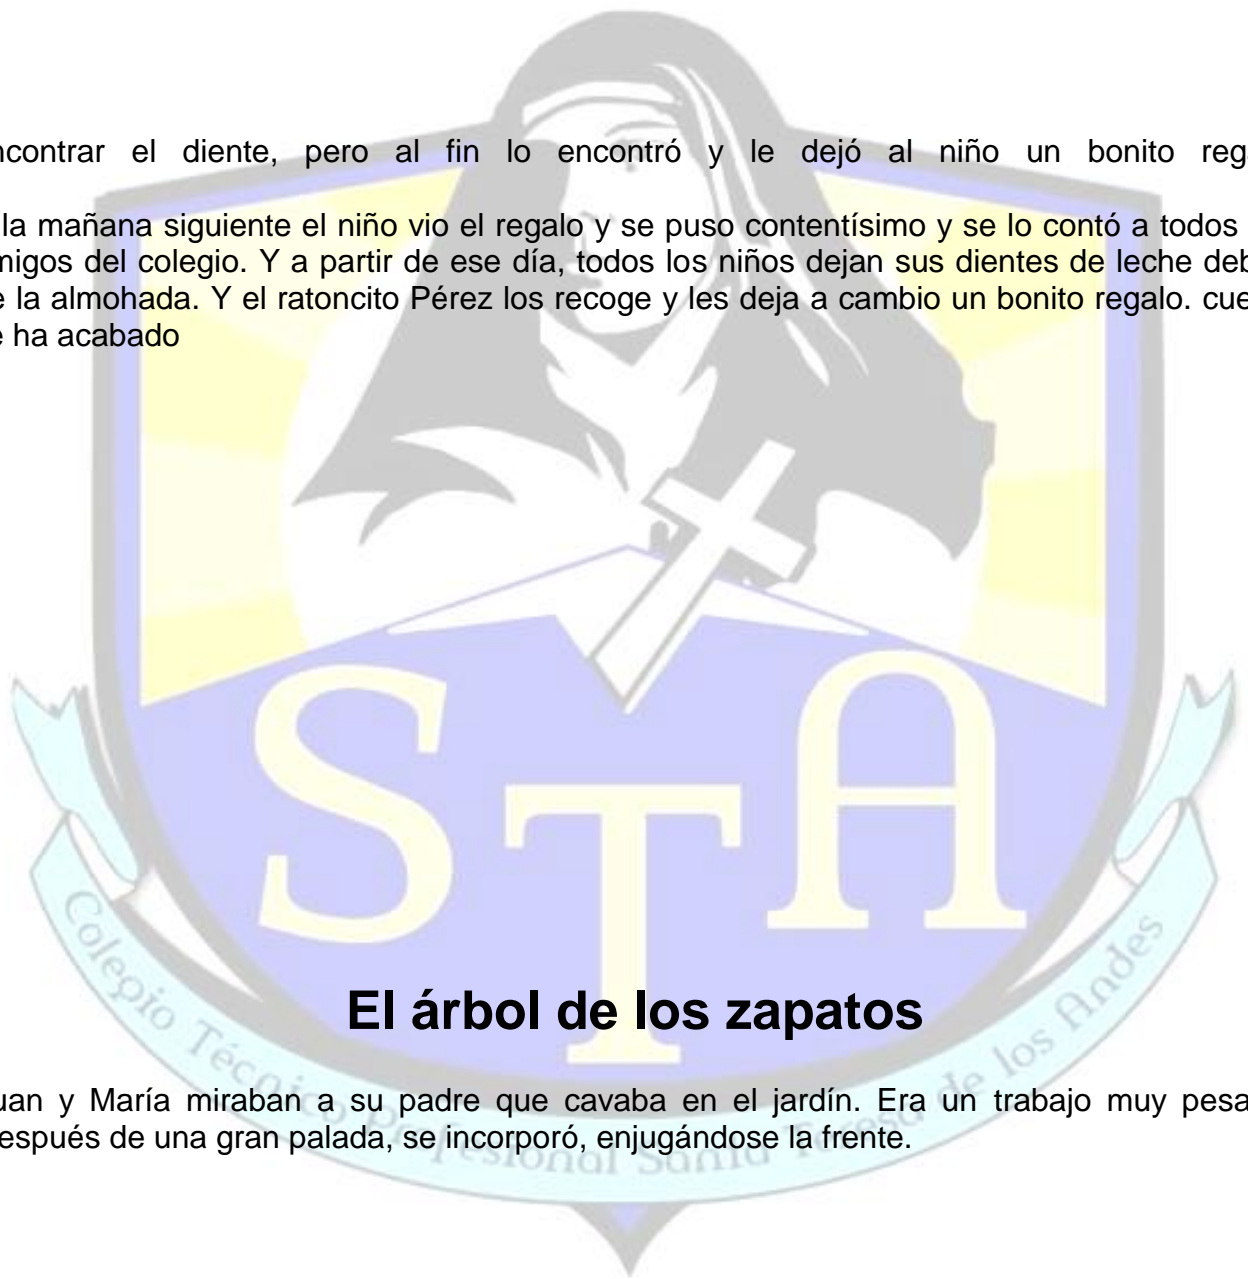 ncontrar el diente, pero al fin lo encontró y le dejó al niño un bonito reg
la mañana siguiente el niño vio el regalo y se puso contentísimo y se lo contó a todos
migos del colegio. Y a partir de ese día, todos los niños dejan sus dientes de leche deb
e la almohada. Y el ratoncito Pérez los recoge y les deja a cambio un bonito regalo. cue
e ha acabado
STA
Colegio Técnico Profesional Santa Teresa de los Andes
El árbol de los zapatos
uan y María miraban a su padre que cavaba en el jardín. Era un trabajo muy pesa
espués de una gran palada, se incorporó, enjugándose la frente.